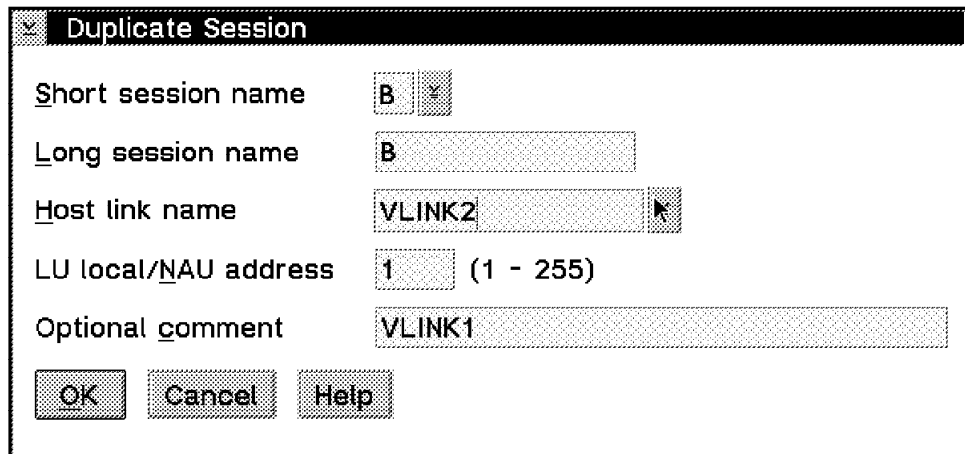 Duplicate Session
Short session name B
Long session name B
Host link name VLINK2
LU local/NAU address 1 (1 - 255)
Optional comment VLINK1
OK Cancel Help